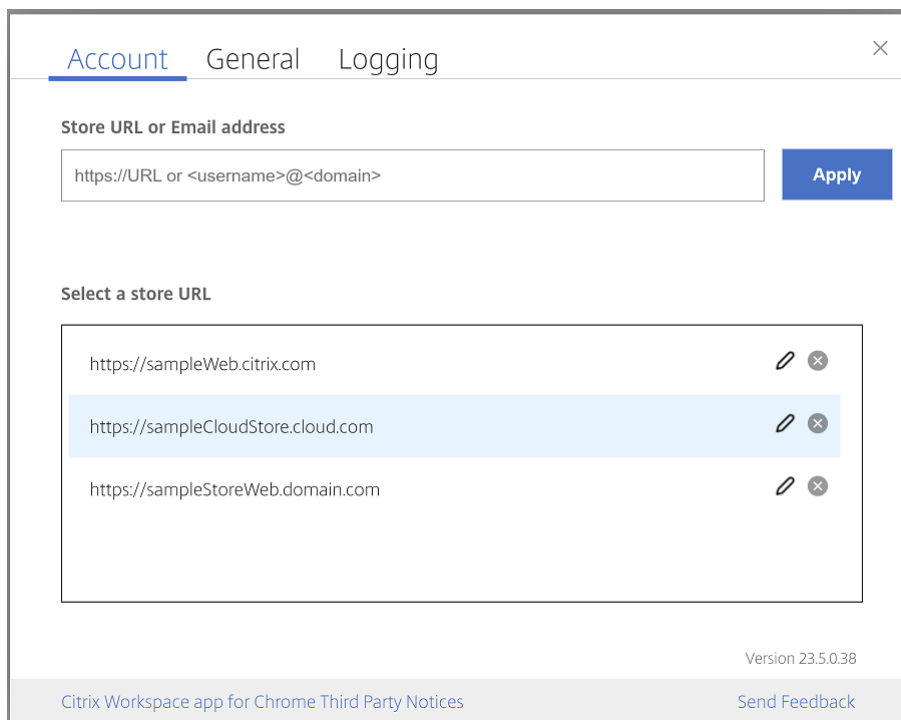 Account General Logging
Store URL or Email address
https://URL or <username>@<domain>
Apply
Select a store URL
https://sampleWeb.citrix.com
https://sampleCloudStore.cloud.com
https://sampleStoreWeb.domain.com
Version 23.5.0.38
Citrix Workspace app for Chrome Third Party Notices
Send Feedback